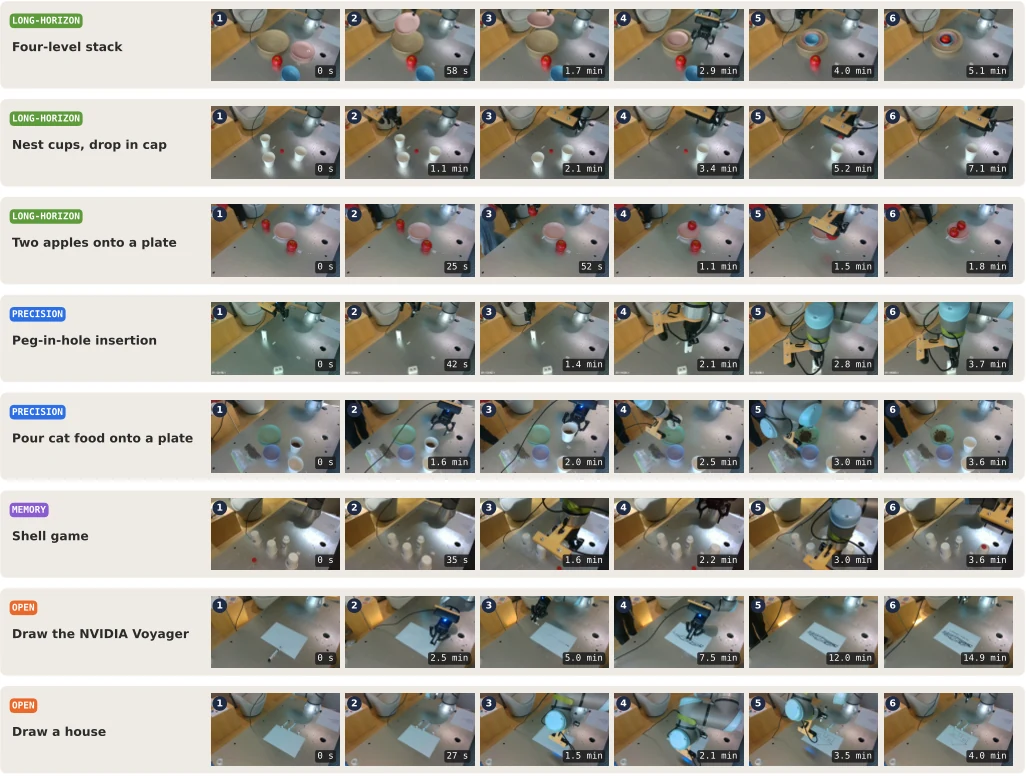 LONG-HORIZON
Four-level stack
1 2 3 4 5 6
0 s 58 s 1.7 min 2.9 min 4.0 min 5.1 min
LONG-HORIZON
Nest cups, drop in cap
1 2 3 4 5 6
0 s 1.1 min 2.1 min 3.4 min 5.2 min 7.1 min
LONG-HORIZON
Two apples onto a plate
1 2 3 4 5 6
0 s 25 s 52 s 1.1 min 1.5 min 1.8 min
PRECISION
Peg-in-hole insertion
1 2 3 4 5 6
0 s 42 s 1.4 min 2.1 min 2.8 min 3.7 min
PRECISION
Pour cat food onto a plate
1 2 3 4 5 6
0 s 1.6 min 2.0 min 2.5 min 3.0 min 3.6 min
MEMORY
Shell game
1 2 3 4 5 6
0 s 35 s 1.6 min 2.2 min 3.0 min 3.6 min
OPEN
Draw the NVIDIA Voyager
1 2 3 4 5 6
0 s 2.5 min 5.0 min 7.5 min 12.0 min 14.9 min
OPEN
Draw a house
1 2 3 4 5 6
0 s 27 s 1.5 min 2.1 min 3.5 min 4.0 min